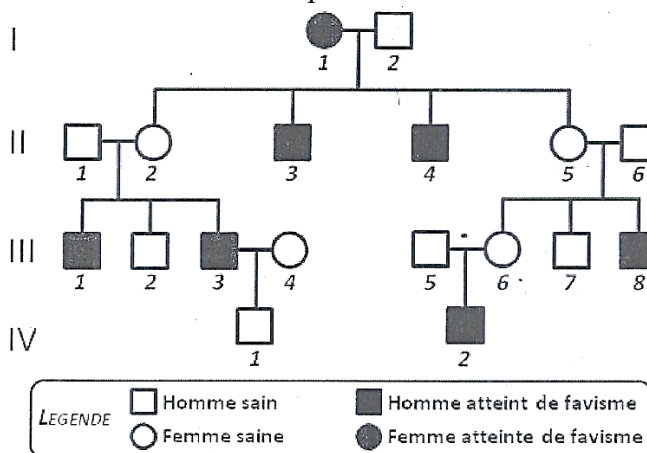 I
1 2
II
1 2 3 4 5 6
III
1 2 3 4 5 6 7 8
IV
1 2
LEGENDE
Homme sain
Homme atteint de favisme
Femme saine
Femme atteinte de favisme